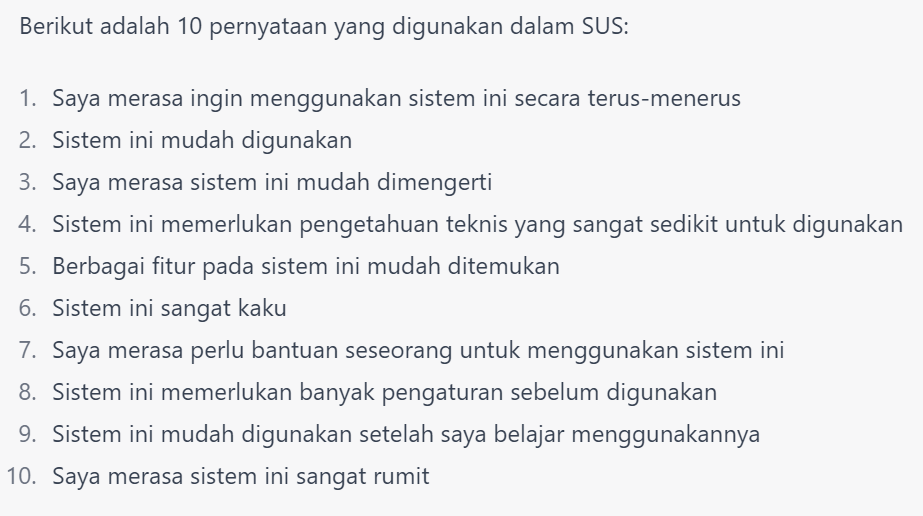 Berikut adalah 10 pernyataan yang digunakan dalam SUS:
1. Saya merasa ingin menggunakan sistem ini secara terus-menerus
2. Sistem ini mudah digunakan
3. Saya merasa sistem ini mudah dimengerti
4. Sistem ini memerlukan pengetahuan teknis yang sangat sedikit untuk digunakan
5. Berbagai fitur pada sistem ini mudah ditemukan
6. Sistem ini sangat kaku
7. Saya merasa perlu bantuan seseorang untuk menggunakan sistem ini
8. Sistem ini memerlukan banyak pengaturan sebelum digunakan
9. Sistem ini mudah digunakan setelah saya belajar menggunakannya
10. Saya merasa sistem ini sangat rumit